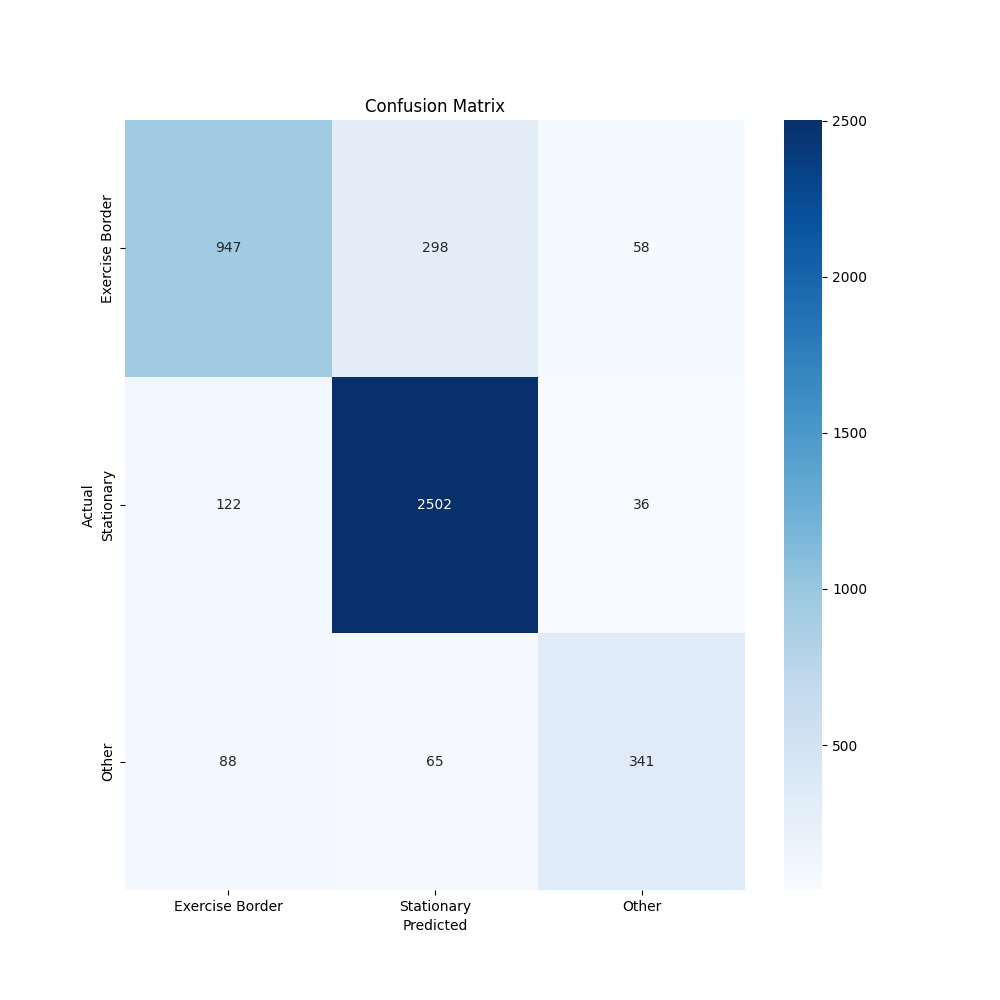 Confusion Matrix
Exercise Border
947
298
58
Actual
Stationary
122
2502
36
Other
88
65
341
Exercise Border
Stationary
Other
Predicted
2500
2000
1500
1000
500